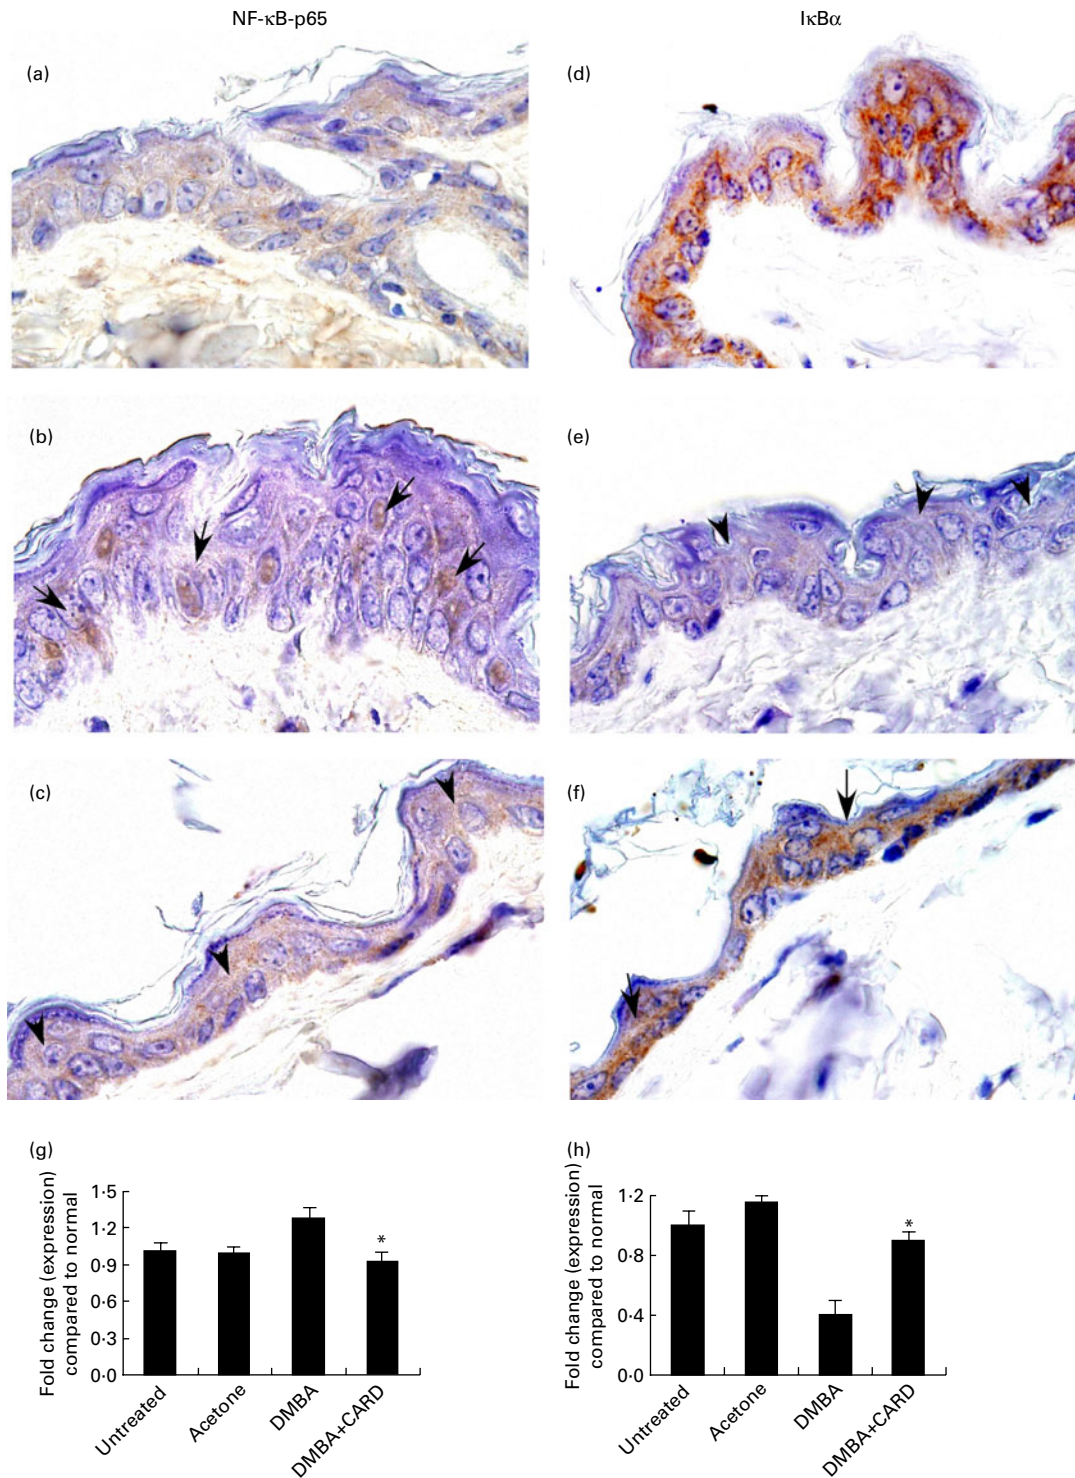 NF-κB-p65
IκBα
(a)
(d)
(b)
(e)
(c)
(f)
(g)
Fold change (expression)
compared to normal
1·5
1·2
0·9
0·6
0·3
0·0
*
Untreated
Acetone
DMBA
DMBA+CARD
(h)
Fold change (expression)
compared to normal
1·2
0·8
0·4
0·0
*
Untreated
Acetone
DMBA
DMBA+CARD